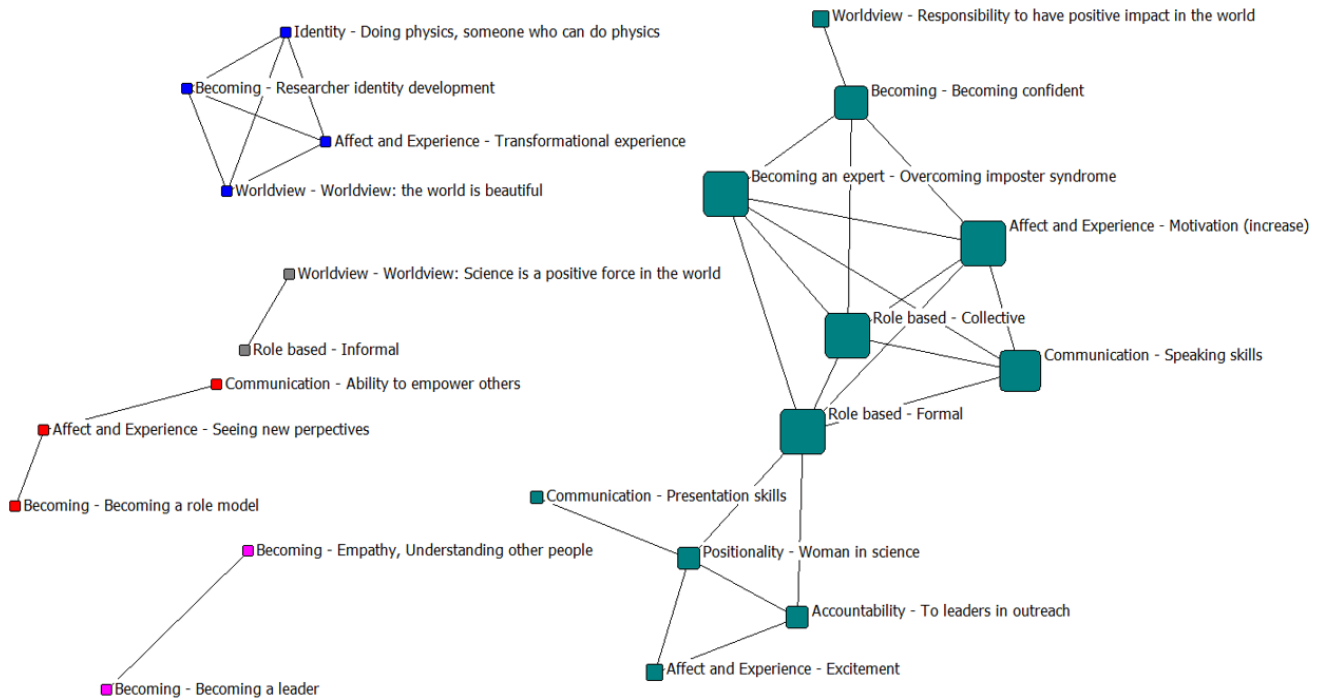 Identity - Doing physics, someone who can do physics
Becoming - Researcher identity development
Affect and Experience - Transformational experience
Worldview - Worldview: the world is beautiful
Worldview - Worldview: Science is a positive force in the world
Role based - Informal
Communication - Ability to empower others
Affect and Experience - Seeing new perpectives
Becoming - Becoming a role model
Becoming - Empathy, Understanding other people
Becoming - Becoming a leader
Worldview - Responsibility to have positive impact in the world
Becoming - Becoming confident
Becoming an expert - Overcoming imposter syndrome
Affect and Experience - Motivation (increase)
Role based - Collective
Communication - Speaking skills
Role based - Formal
Communication - Presentation skills
Positionality - Woman in science
Accountability - To leaders in outreach
Affect and Experience - Excitement